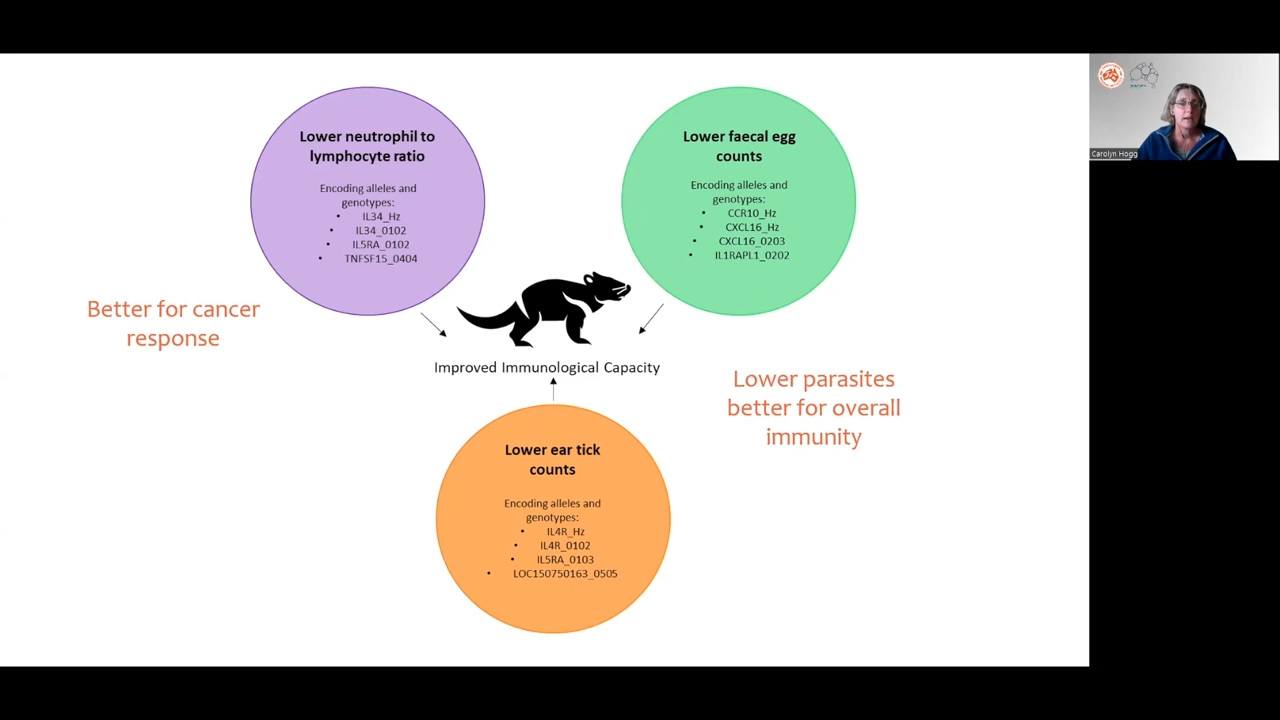 Lower neutrophil to
lymphocyte ratio
Encoding alleles and
genotypes:
• IL34_Hz
• IL34_0102
• IL5RA_0102
• TNFSF15_0404
Lower faecal egg
counts
Encoding alleles and
genotypes:
• CCR10_Hz
• CXCL16_Hz
• CXCL16_0203
• IL1RAPL1_0202
Better for cancer
response
Improved Immunological Capacity
Lower parasites
better for overall
immunity
Lower ear tick
counts
Encoding alleles and
genotypes:
• IL4R_Hz
• IL4R_0102
• IL5RA_0103
• LOC150750163_0505
Carolyn Hogg